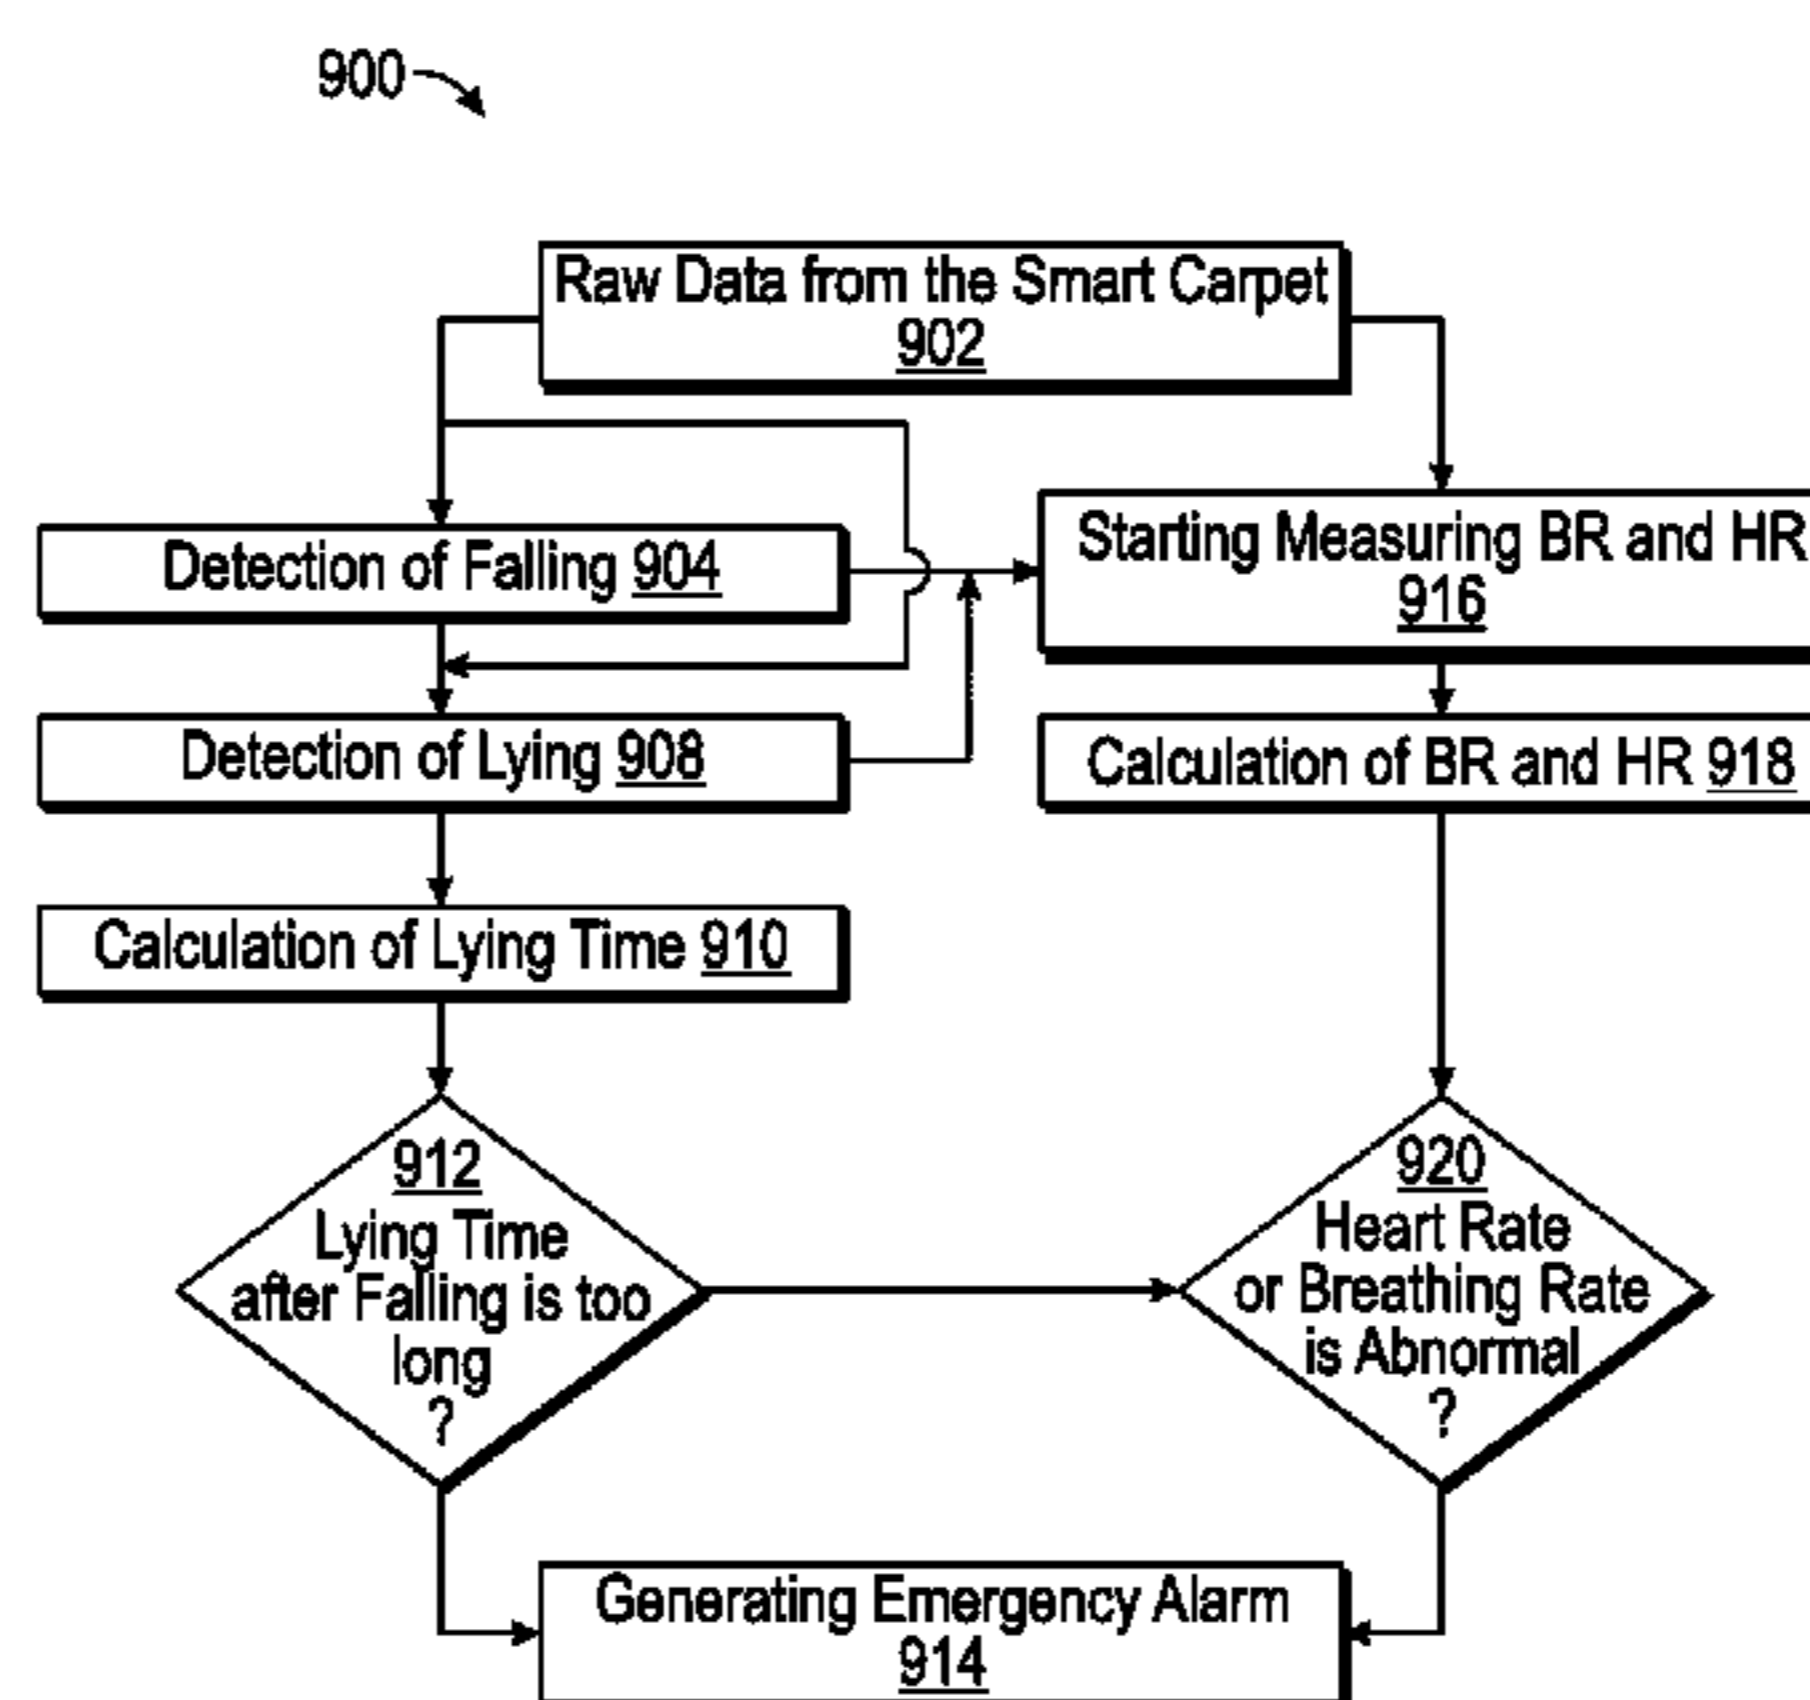 900
Raw Data from the Smart Carpet
902
Detection of Falling 904
Starting Measuring BR and HR
916
Detection of Lying 908
Calculation of BR and HR 918
Calculation of Lying Time 910
912
Lying Time
after Falling is too
long
?
920
Heart Rate
or Breathing Rate
is Abnormal
?
Generating Emergency Alarm
914